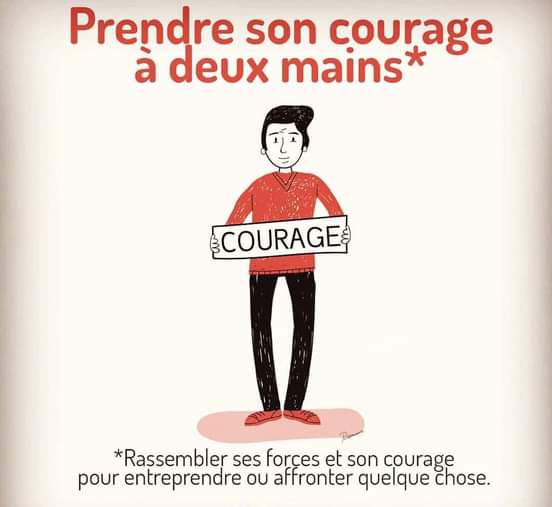 Prendre son courage
à deux mains*
COURAGE
*Rassembler ses forces et son courage
pour entreprendre ou affronter quelque chose.